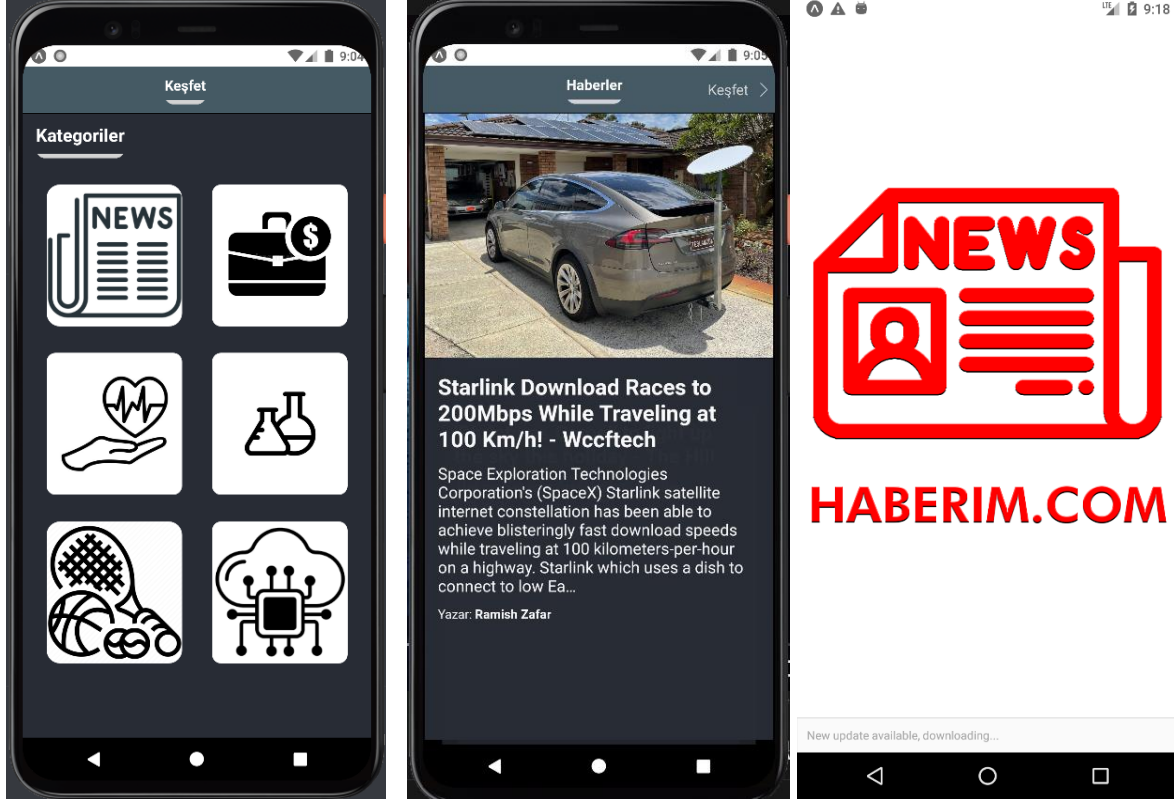 9:04
Keşfet
Kategoriler
NEWS
$
9:05
Haberler
Keşfet
Starlink Download Races to
200Mbps While Traveling at
100 Km/h! - Wccftech
Space Exploration Technologies
Corporation's (SpaceX) Starlink satellite
internet constellation has been able to
achieve blisteringly fast download speeds
while traveling at 100 kilometers-per-hour
on a highway. Starlink which uses a dish to
connect to low Ea...
Yazar: Ramish Zafar
LTE 9:18
NEWS
HABERIM.COM
New update available, downloading...